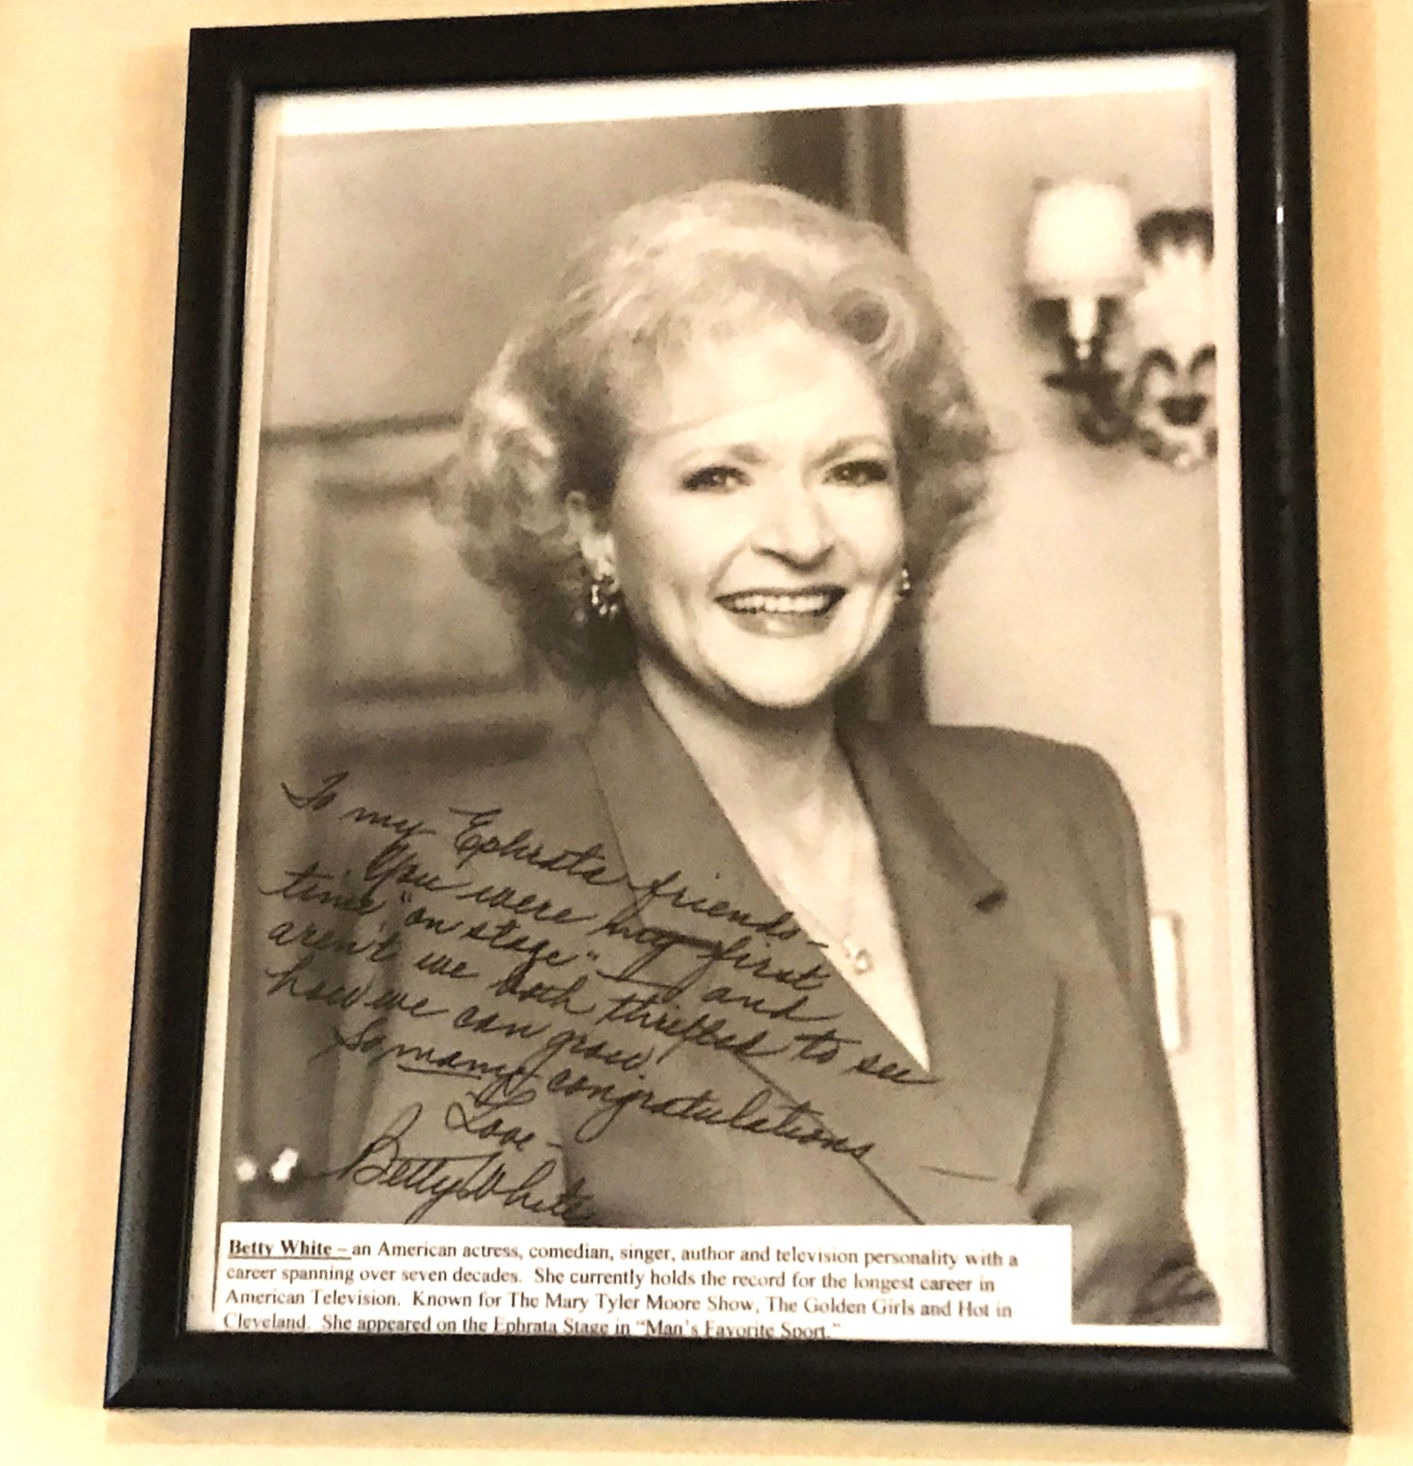 To my Ephrata friends-
You were my first
time "on stage" - and
aren't we both thrilled to see
how we can grow!
So many congratulations
Love -
Betty White
Betty White – an American actress, comedian, singer, author and television personality with a
career spanning over seven decades. She currently holds the record for the longest career in
American Television. Known for The Mary Tyler Moore Show, The Golden Girls and Hot in
Cleveland. She appeared on the Ephrata Stage in "Man's Favorite Sport."